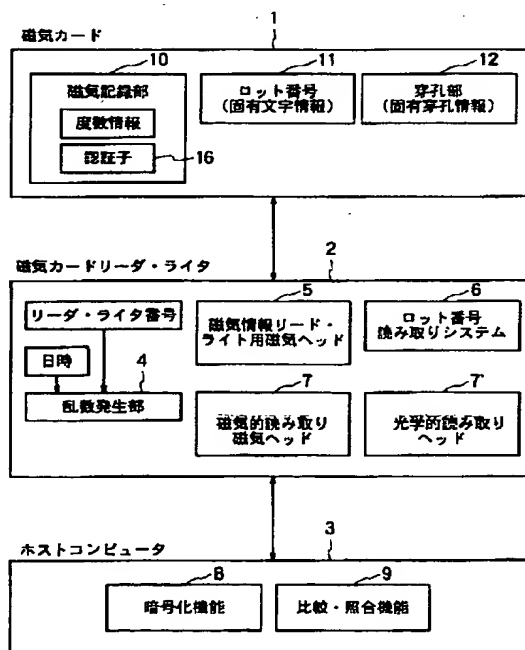 磁気カード
1
10
磁気記録部
度数情報
認証子
16
11
ロット番号
(固有文字情報)
12
穿孔部
(固有穿孔情報)
磁気カードリーダ・ライタ
2
リーダ・ライタ番号
日時
4
乱数発生部
5
磁気情報リード・
ライト用磁気ヘッド
6
ロット番号
読み取りシステム
7
磁気的読み取り
磁気ヘッド
7'
光学的読み取り
ヘッド
ホストコンピュータ
3
8
暗号化機能
9
比較・照合機能